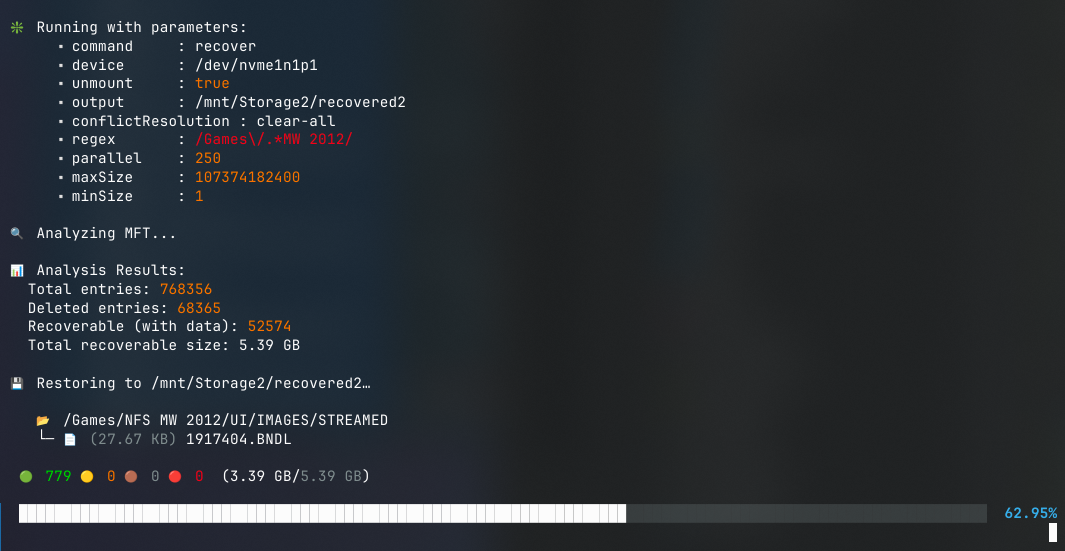 Running with parameters:
▪ command : recover
▪ device : /dev/nvme1n1p1
▪ unmount : true
▪ output : /mnt/Storage2/recovered2
▪ conflictResolution : clear-all
▪ regex : /Games\/.*MW 2012/
▪ parallel : 250
▪ maxSize : 107374182400
▪ minSize : 1
Analyzing MFT...
Analysis Results:
Total entries: 768356
Deleted entries: 68365
Recoverable (with data): 52574
Total recoverable size: 5.39 GB
Restoring to /mnt/Storage2/recovered2…
/Games/NFS MW 2012/UI/IMAGES/STREAMED
(27.67 KB) 1917404.BNDL
779 0 0 0 (3.39 GB/5.39 GB)
62.95%